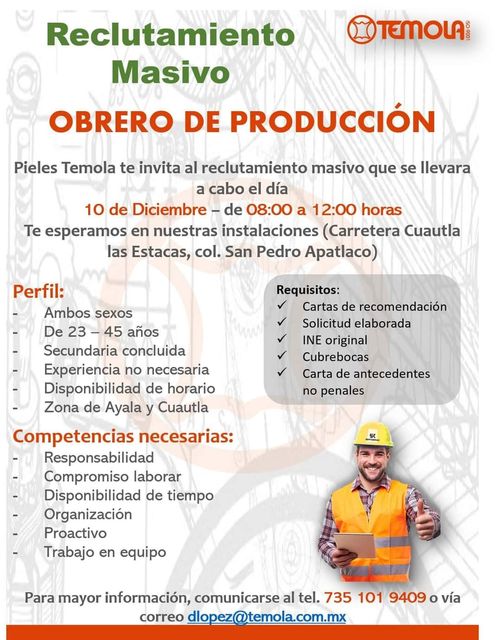 Reclutamiento
Masivo
TEMOLA
ISO 9001
OBRERO DE PRODUCCIÓN
Pieles Temola te invita al reclutamiento masivo que se llevara
a cabo el día
10 de Diciembre – de 08:00 a 12:00 horas
Te esperamos en nuestras instalaciones (Carretera Cuautla
las Estacas, col. San Pedro Apatlaco)
Perfil:
- Ambos sexos
- De 23 – 45 años
- Secundaria concluida
- Experiencia no necesaria
- Disponibilidad de horario
- Zona de Ayala y Cuautla
Requisitos:
✓ Cartas de recomendación
✓ Solicitud elaborada
✓ INE original
✓ Cubrebocas
✓ Carta de antecedentes
no penales
Competencias necesarias:
- Responsabilidad
- Compromiso laborar
- Disponibilidad de tiempo
- Organización
- Proactivo
- Trabajo en equipo
Para mayor información, comunicarse al tel. 735 101 9409 o vía
correo dlopez@temola.com.mx